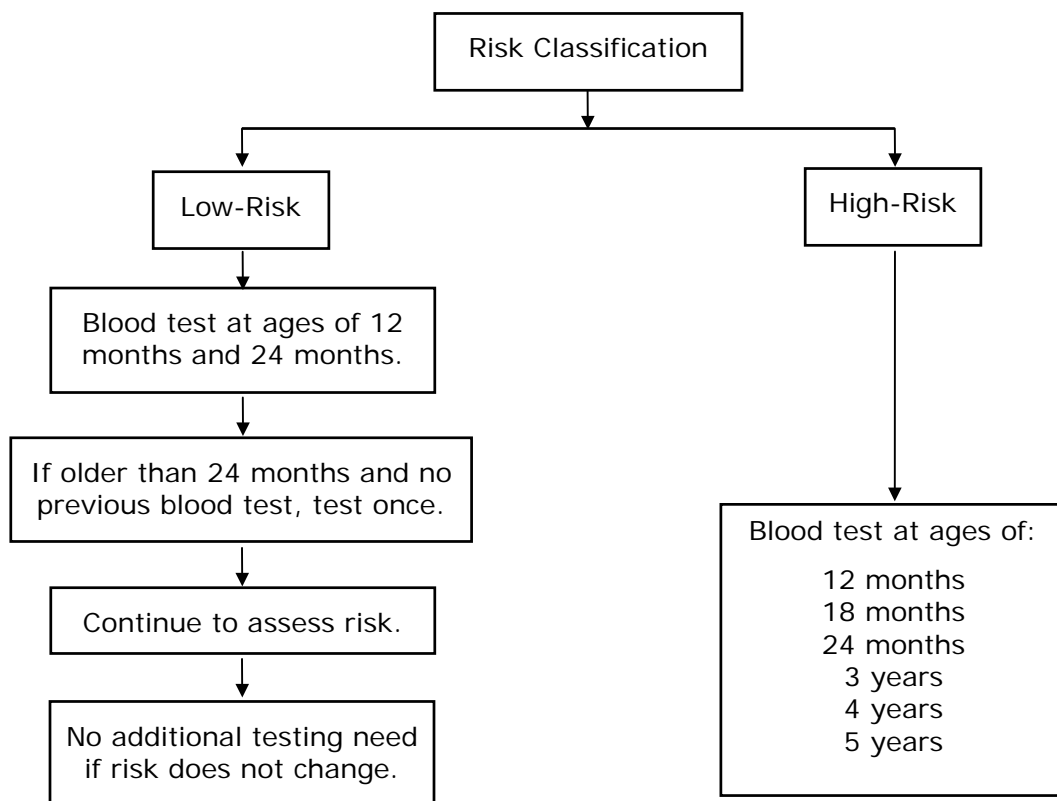 Risk Classification
Low-Risk
High-Risk
Blood test at ages of 12
months and 24 months.
If older than 24 months and no
previous blood test, test once.
Continue to assess risk.
No additional testing need
if risk does not change.
Blood test at ages of:
12 months
18 months
24 months
3 years
4 years
5 years